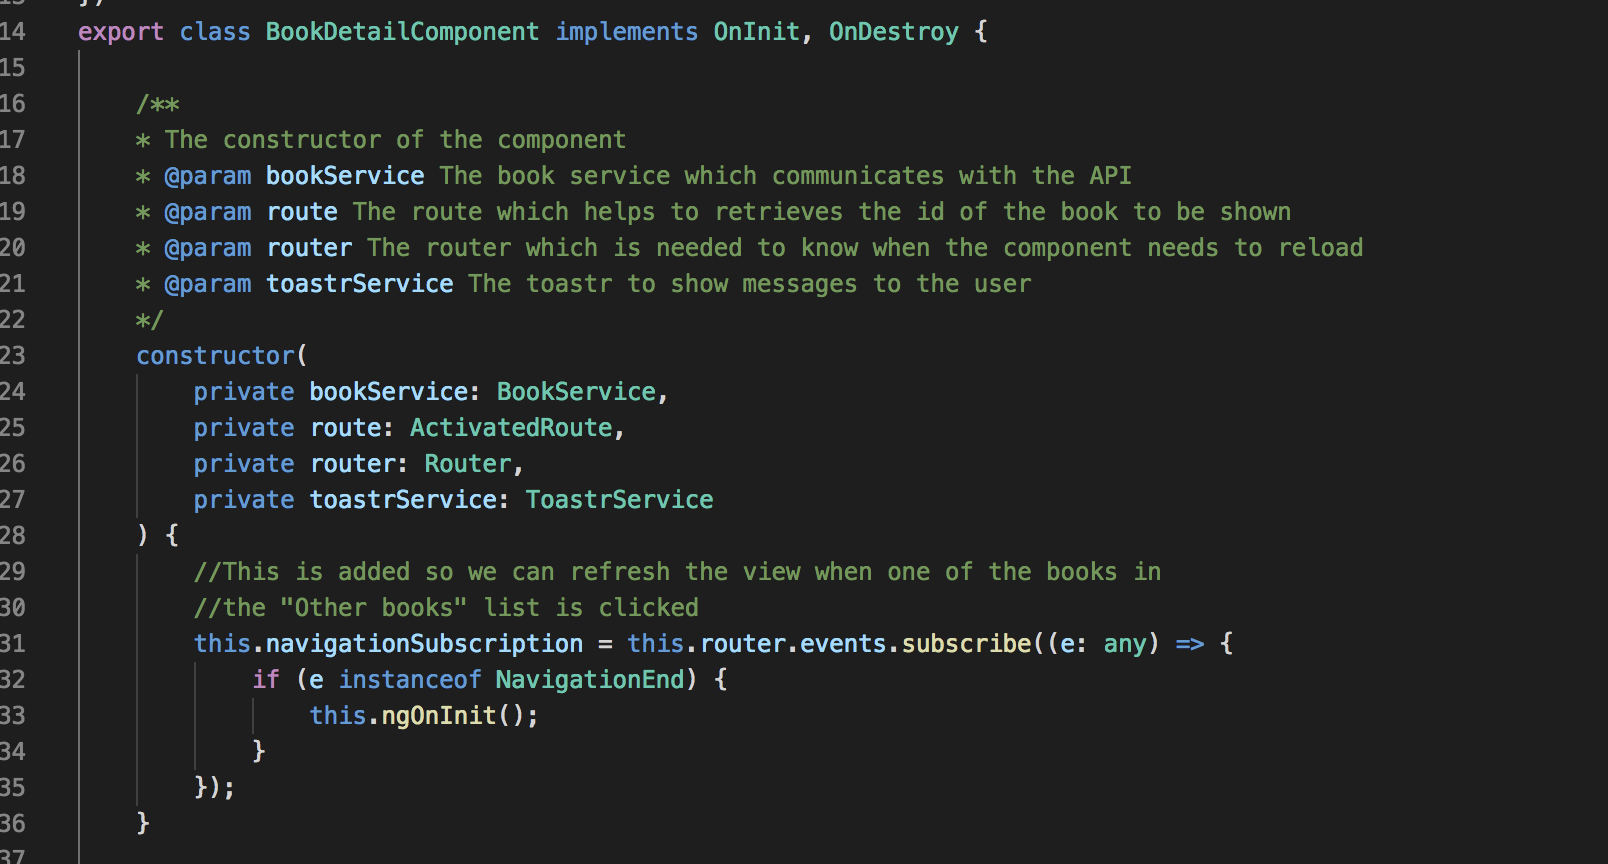 14 export class BookDetailComponent implements OnInit, OnDestroy {
15
16 /**
17 * The constructor of the component
18 * @param bookService The book service which communicates with the API
19 * @param route The route which helps to retrieves the id of the book to be shown
20 * @param router The router which is needed to know when the component needs to reload
21 * @param toastrService The toastr to show messages to the user
22 */
23 constructor(
24 private bookService: BookService,
25 private route: ActivatedRoute,
26 private router: Router,
27 private toastrService: ToastrService
28 ) {
29 //This is added so we can refresh the view when one of the books in
30 //the "Other books" list is clicked
31 this.navigationSubscription = this.router.events.subscribe((e: any) => {
32 if (e instanceof NavigationEnd) {
33 this.ngOnInit();
34 }
35 });
36 }
37